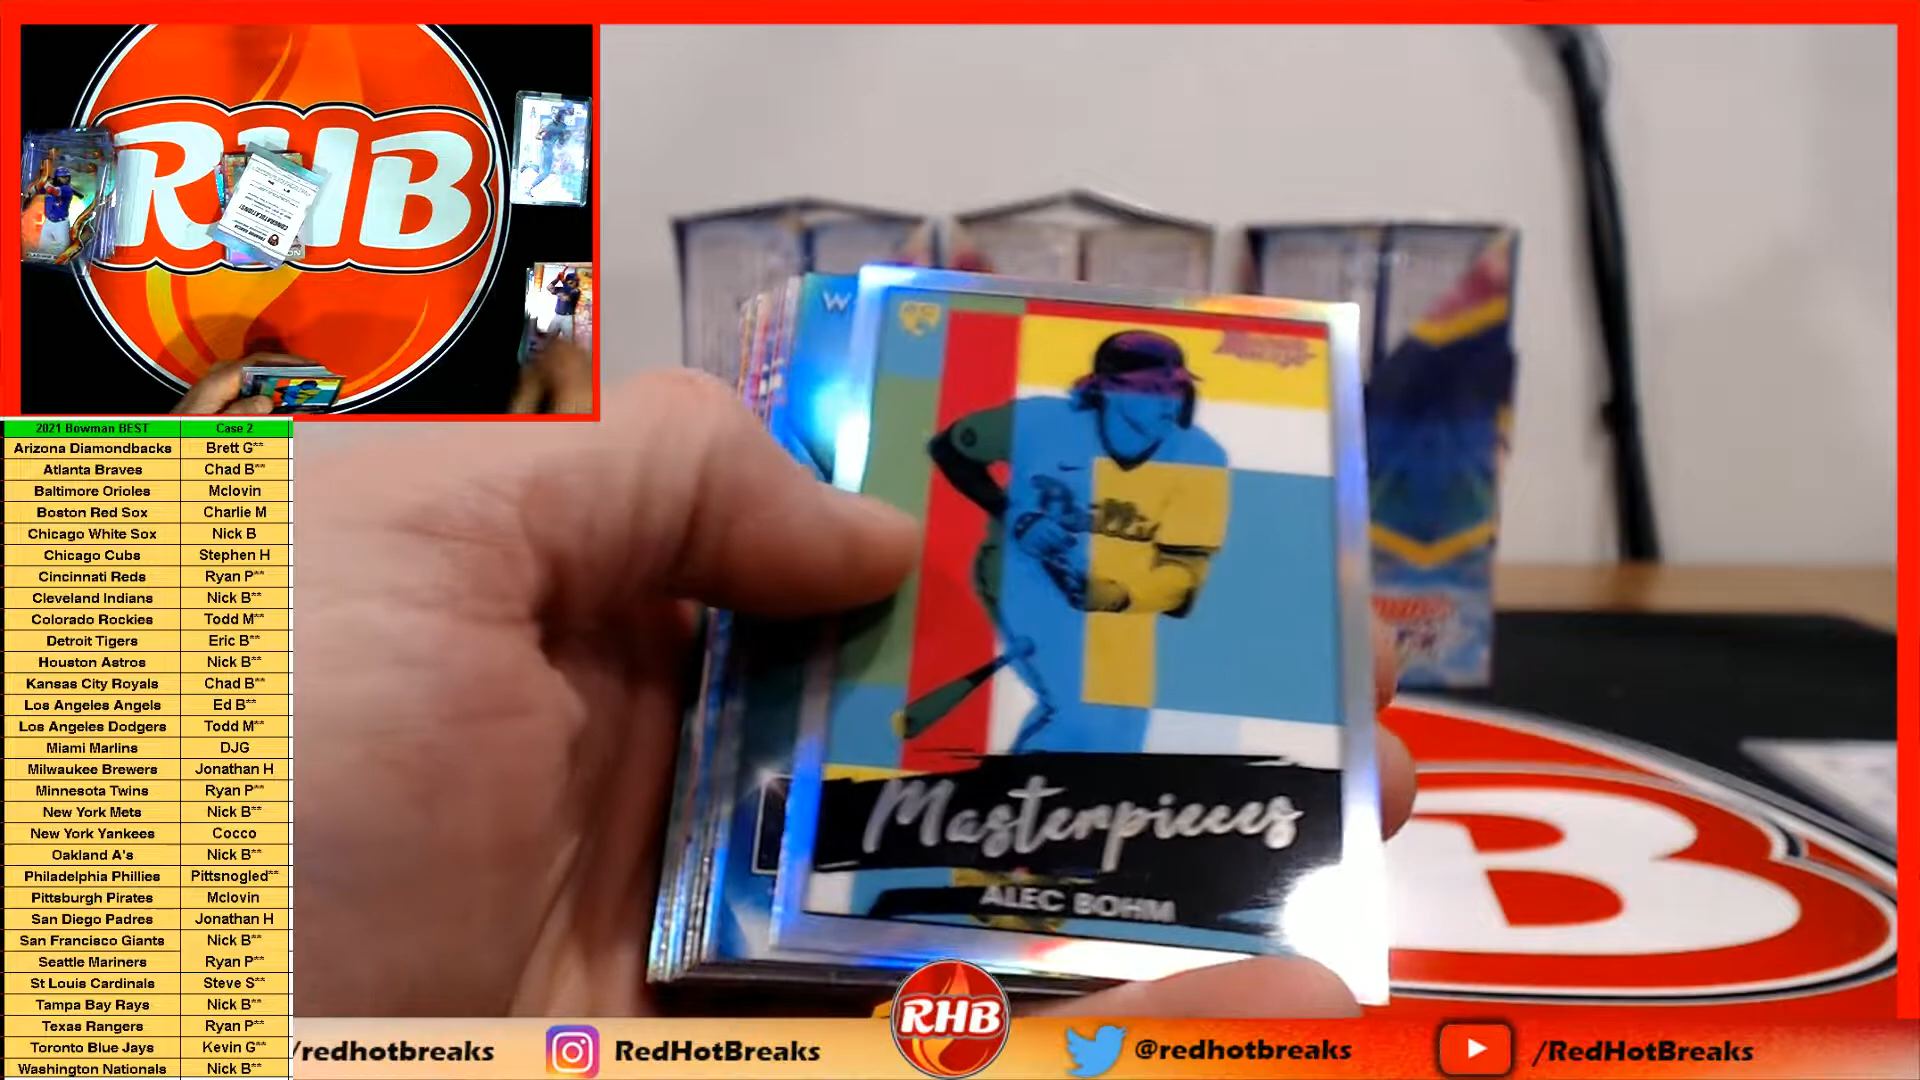 RHB
CONGRATULATIONS!
2021 Bowman BEST Case 2
Arizona Diamondbacks Brett G**
Atlanta Braves Chad B**
Baltimore Orioles Mclovin
Boston Red Sox Charlie M
Chicago White Sox Nick B
Chicago Cubs Stephen H
Cincinnati Reds Ryan P**
Cleveland Indians Nick B**
Colorado Rockies Todd M**
Detroit Tigers Eric B**
Houston Astros Nick B**
Kansas City Royals Chad B**
Los Angeles Angels Ed B**
Los Angeles Dodgers Todd M**
Miami Marlins DJG
Milwaukee Brewers Jonathan H
Minnesota Twins Ryan P**
New York Mets Nick B**
New York Yankees Cocco
Oakland A's Nick B**
Philadelphia Phillies Pittsnogled**
Pittsburgh Pirates Mclovin
San Diego Padres Jonathan H
San Francisco Giants Nick B**
Seattle Mariners Ryan P**
St Louis Cardinals Steve S**
Tampa Bay Rays Nick B**
Texas Rangers Ryan P**
Toronto Blue Jays Kevin G**
Washington Nationals Nick B**
W
Phillies
Masterpieces
ALEC BOHM
B
RHB
/redhotbreaks RedHotBreaks @redhotbreaks /RedHotBreaks